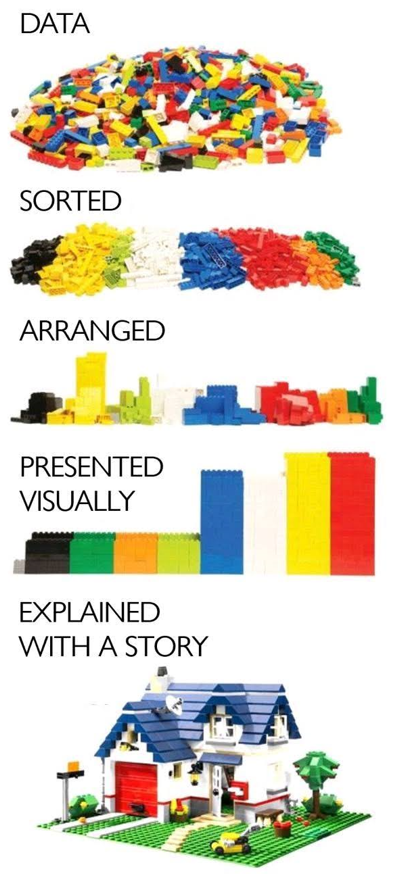 DATA
SORTED
ARRANGED
PRESENTED
VISUALLY
EXPLAINED
WITH A STORY